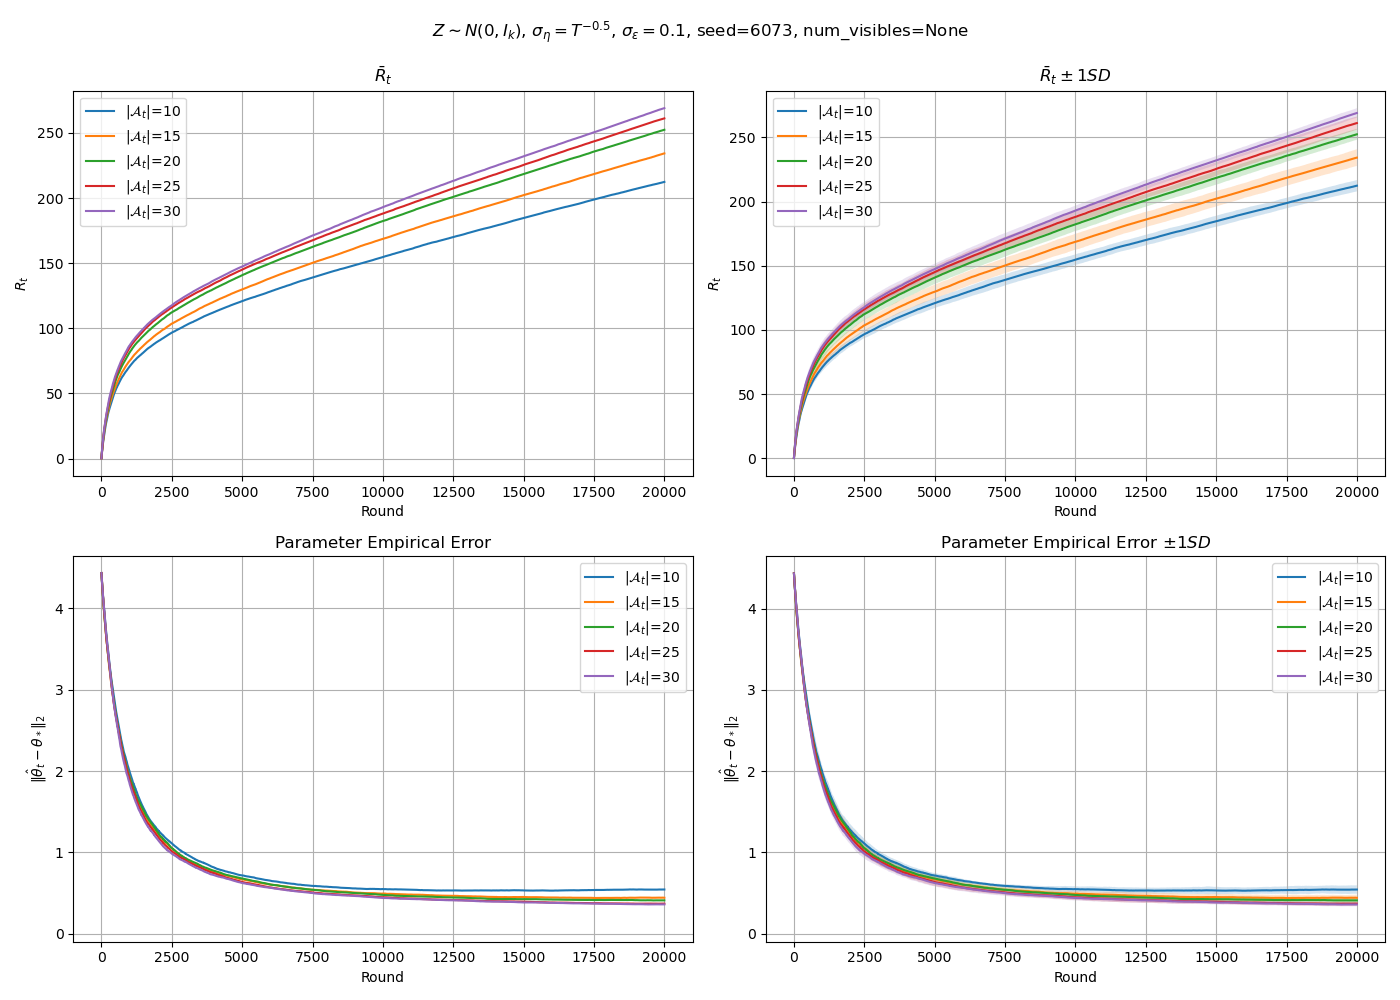 Z ∼ N(0, I_k), σ_η = T^{−0.5}, σ_ε = 0.1, seed=6073, num_visibles=None
R̄_t
R_t
250
200
150
100
50
0
|𝒜_t|=10
|𝒜_t|=15
|𝒜_t|=20
|𝒜_t|=25
|𝒜_t|=30
0 2500 5000 7500 10000 12500 15000 17500 20000
Round
R̄_t ± 1SD
R_t
250
200
150
100
50
0
|𝒜_t|=10
|𝒜_t|=15
|𝒜_t|=20
|𝒜_t|=25
|𝒜_t|=30
0 2500 5000 7500 10000 12500 15000 17500 20000
Round
Parameter Empirical Error
‖θ̂_t − θ_*‖_2
4
3
2
1
0
|𝒜_t|=10
|𝒜_t|=15
|𝒜_t|=20
|𝒜_t|=25
|𝒜_t|=30
0 2500 5000 7500 10000 12500 15000 17500 20000
Round
Parameter Empirical Error ±1SD
‖θ̂_t − θ_*‖_2
4
3
2
1
0
|𝒜_t|=10
|𝒜_t|=15
|𝒜_t|=20
|𝒜_t|=25
|𝒜_t|=30
0 2500 5000 7500 10000 12500 15000 17500 20000
Round